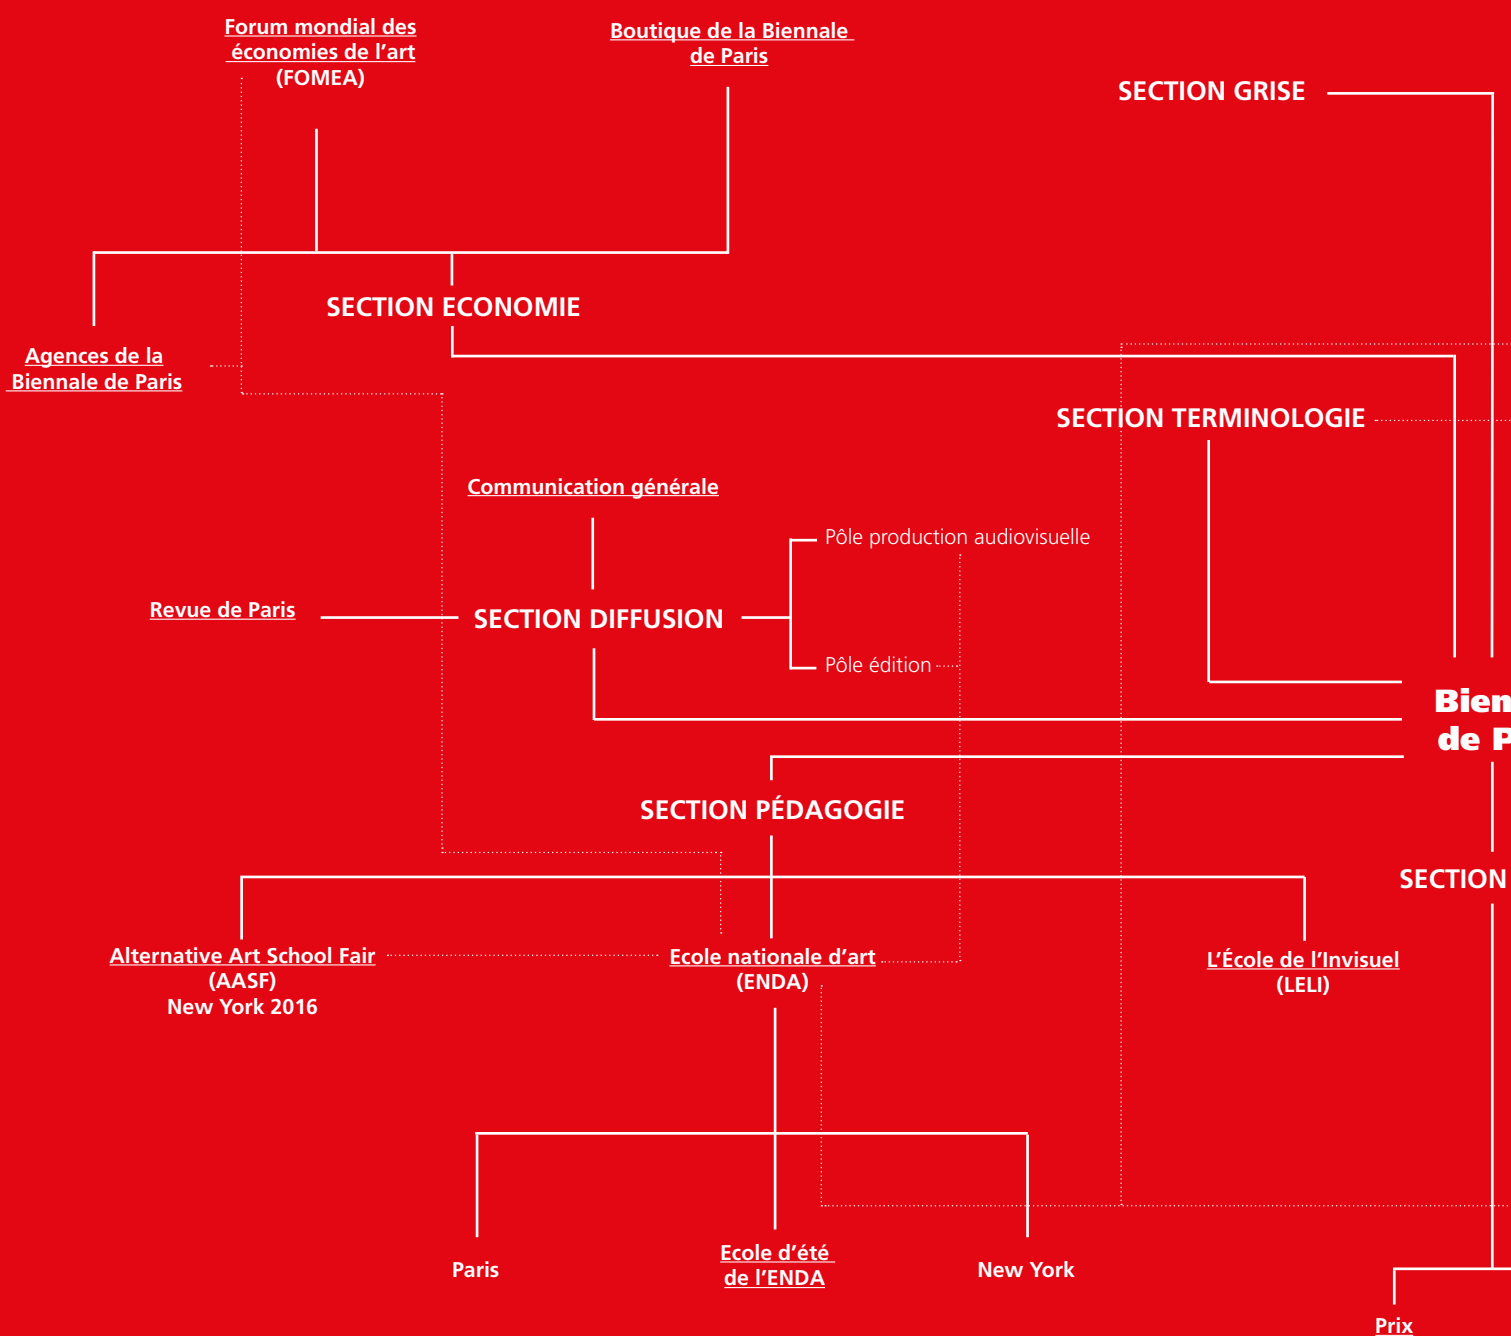 Forum mondial des
économies de l’art
(FOMEA)
Boutique de la Biennale
de Paris
SECTION GRISE
SECTION ECONOMIE
Agences de la
Biennale de Paris
SECTION TERMINOLOGIE
Communication générale
Pôle production audiovisuelle
Revue de Paris
SECTION DIFFUSION
Pôle édition
Bien
de P
SECTION PÉDAGOGIE
SECTION
Alternative Art School Fair
(AASF)
New York 2016
Ecole nationale d’art
(ENDA)
L’École de l’Invisuel
(LELI)
Paris
Ecole d’été
de l’ENDA
New York
Prix